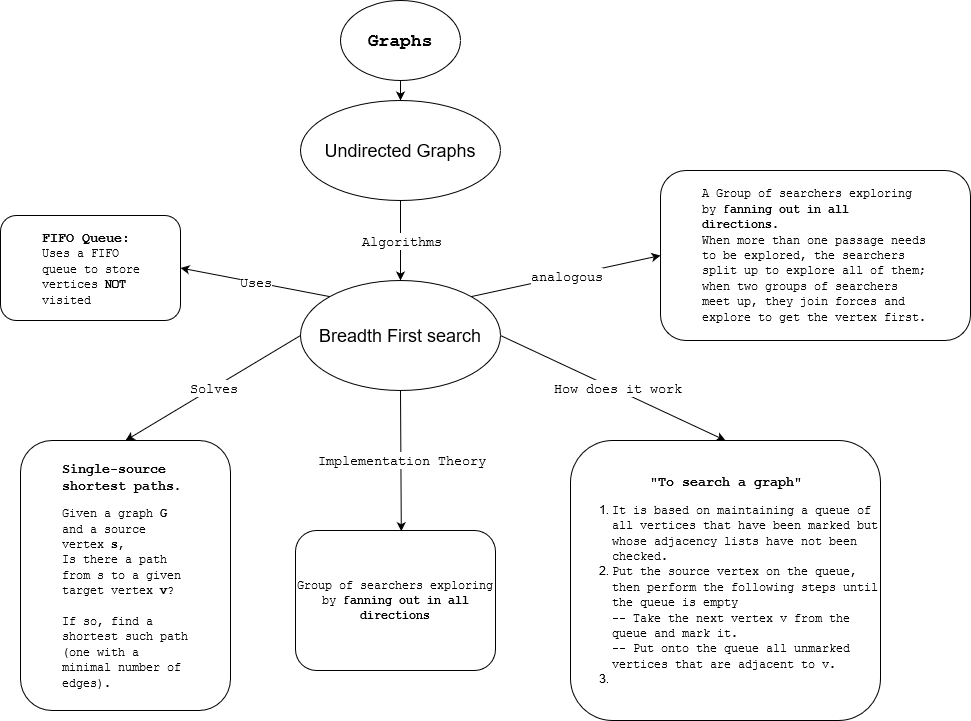 Graphs
Undirected Graphs
Algorithms
A Group of searchers exploring
by fanning out in all
directions.
When more than one passage needs
to be explored, the searchers
split up to explore all of them;
when two groups of searchers
meet up, they join forces and
explore to get the vertex first.
FIFO Queue:
Uses a FIFO
queue to store
vertices NOT
visited
Uses
analogous
Breadth First search
Solves
How does it work
Implementation Theory
Single-source
shortest paths.
Given a graph G
and a source
vertex s,
Is there a path
from s to a given
target vertex v?
If so, find a
shortest such path
(one with a
minimal number of
edges).
Group of searchers exploring
by fanning out in all
directions
"To search a graph"
1. It is based on maintaining a queue of
all vertices that have been marked but
whose adjacency lists have not been
checked.
2. Put the source vertex on the queue,
then perform the following steps until
the queue is empty
-- Take the next vertex v from the
queue and mark it.
-- Put onto the queue all unmarked
vertices that are adjacent to v.
3.